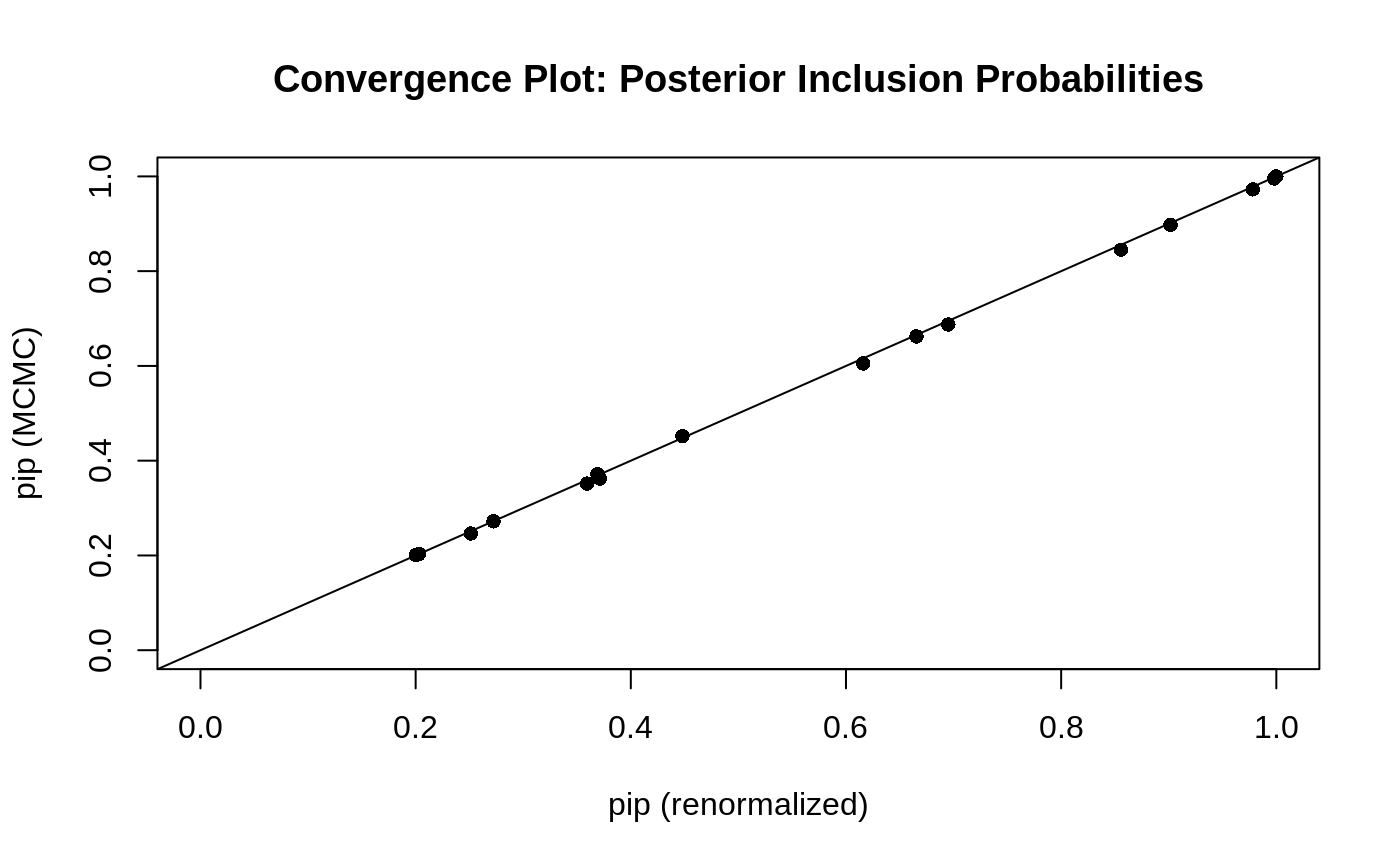 Convergence Plot: Posterior Inclusion Probabilities
pip (MCMC)
1.0
0.8
0.6
0.4
0.2
0.0
0.0 0.2 0.4 0.6 0.8 1.0
pip (renormalized)